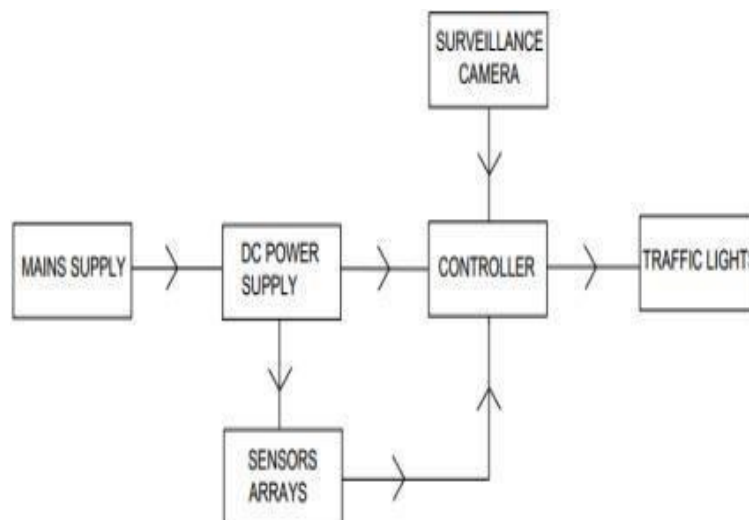 SURVEILLANCE
CAMERA
MAINS SUPPLY
DC POWER
SUPPLY
CONTROLLER
TRAFFIC LIGHTS
SENSORS
ARRAYS